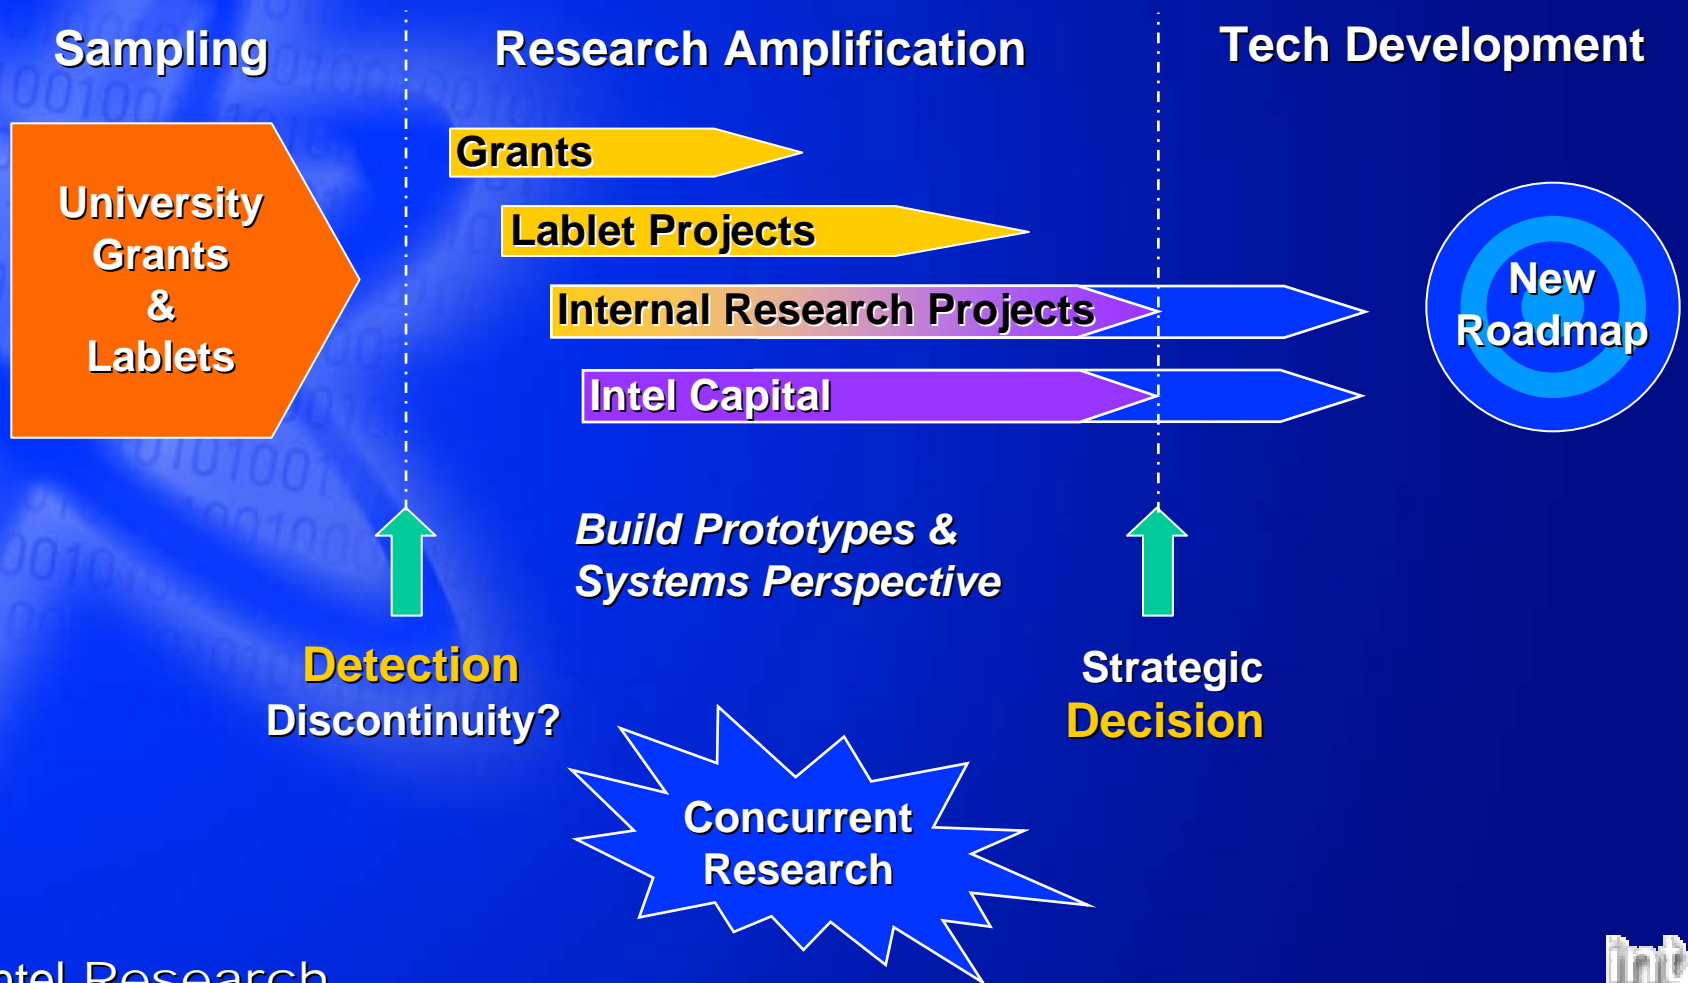 Sampling
Research Amplification
Tech Development
University
Grants
&
Lablets
Grants
Lablet Projects
Internal Research Projects
Intel Capital
New
Roadmap
Build Prototypes &
Systems Perspective
Detection
Discontinuity?
Strategic
Decision
Concurrent
Research
Research